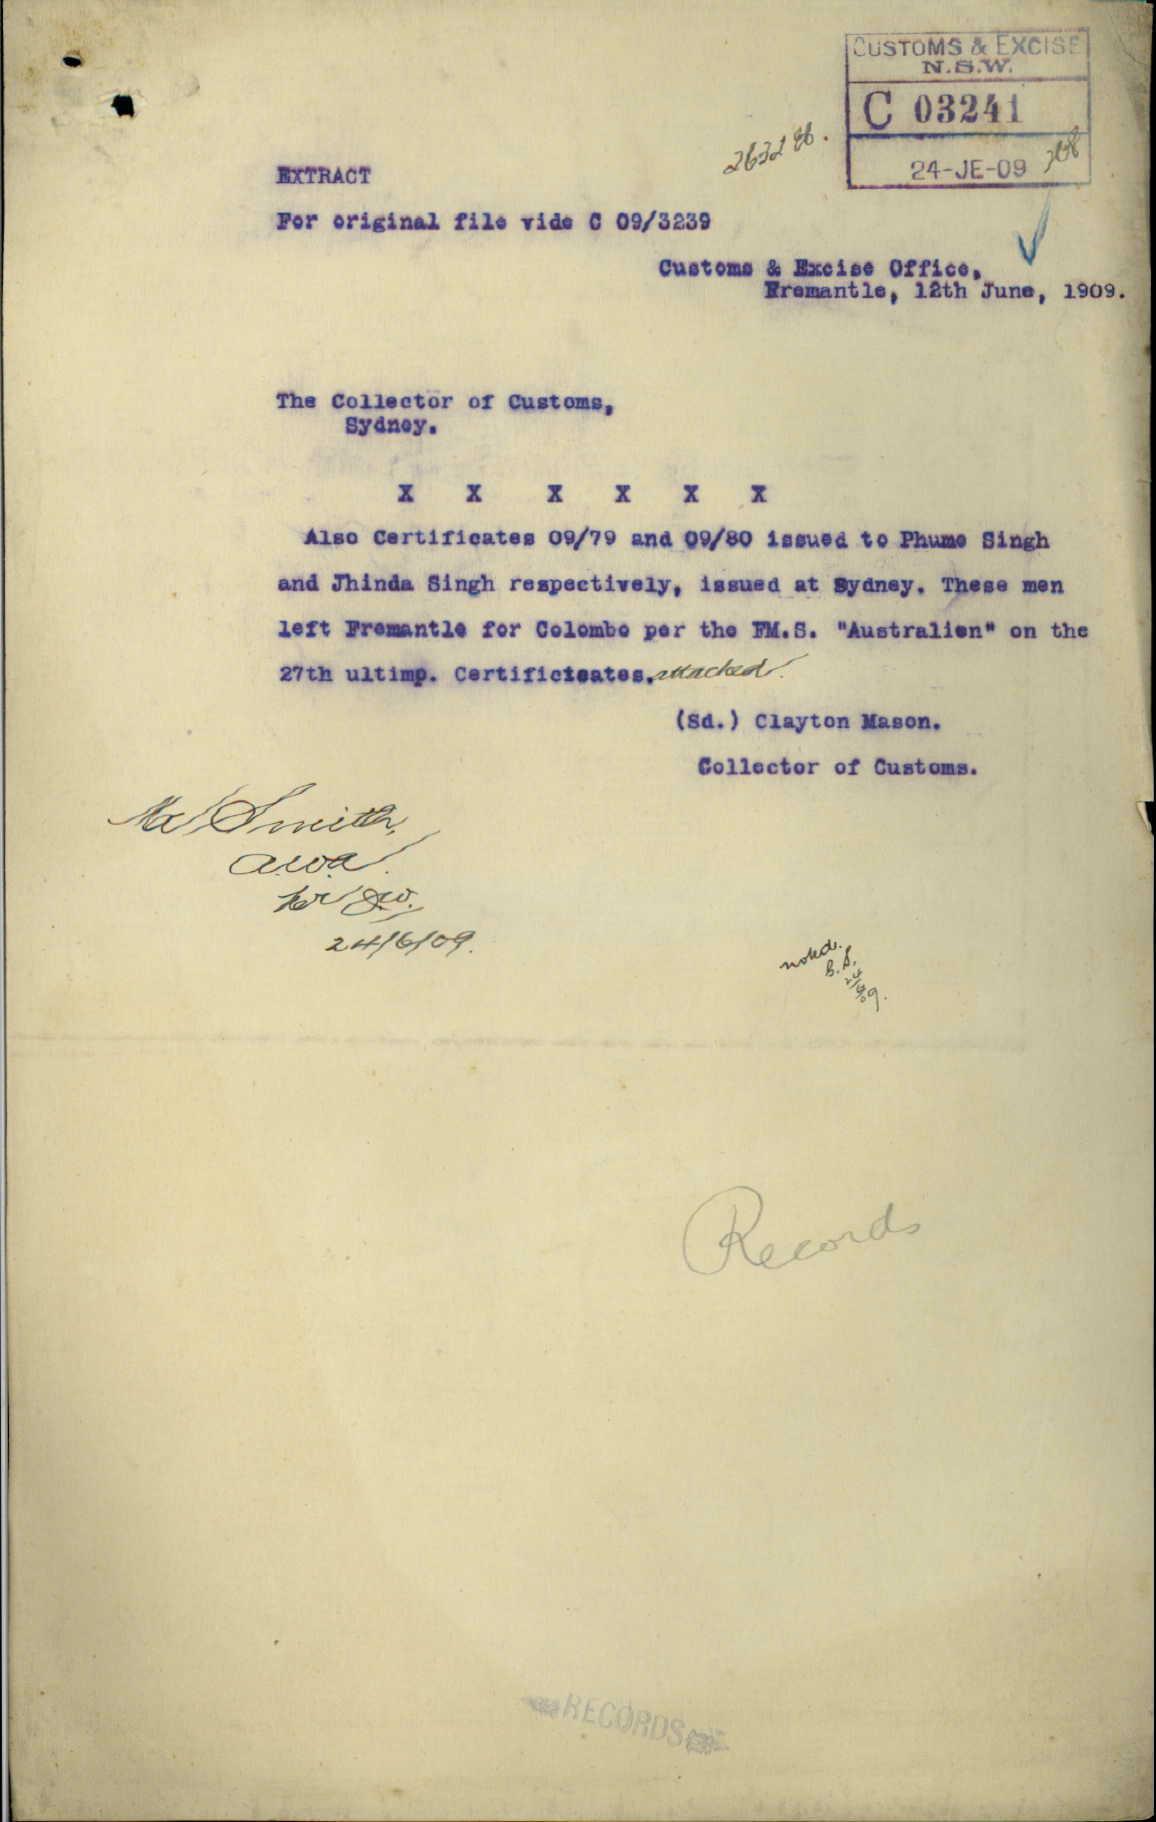 CUSTOMS & EXCISE
N.S.W.
C 03241
24-JE-09
EXTRACT
For original file vide C 09/3239
Customs & Excise Office,
Fremantle, 12th June, 1909.
The Collector of Customs,
Sydney.
X X X X X X
Also Certificates 09/79 and 09/80 issued to Phumo Singh
and Jhinda Singh respectively, issued at Sydney. These men
left Fremantle for Colombo per the FM.S. "Australien" on the
27th ultimp. Certificteates. attached.
(Sd.) Clayton Mason.
Collector of Customs.
Mr Smith,
24/6/09.
noted.
Records
RECORDS